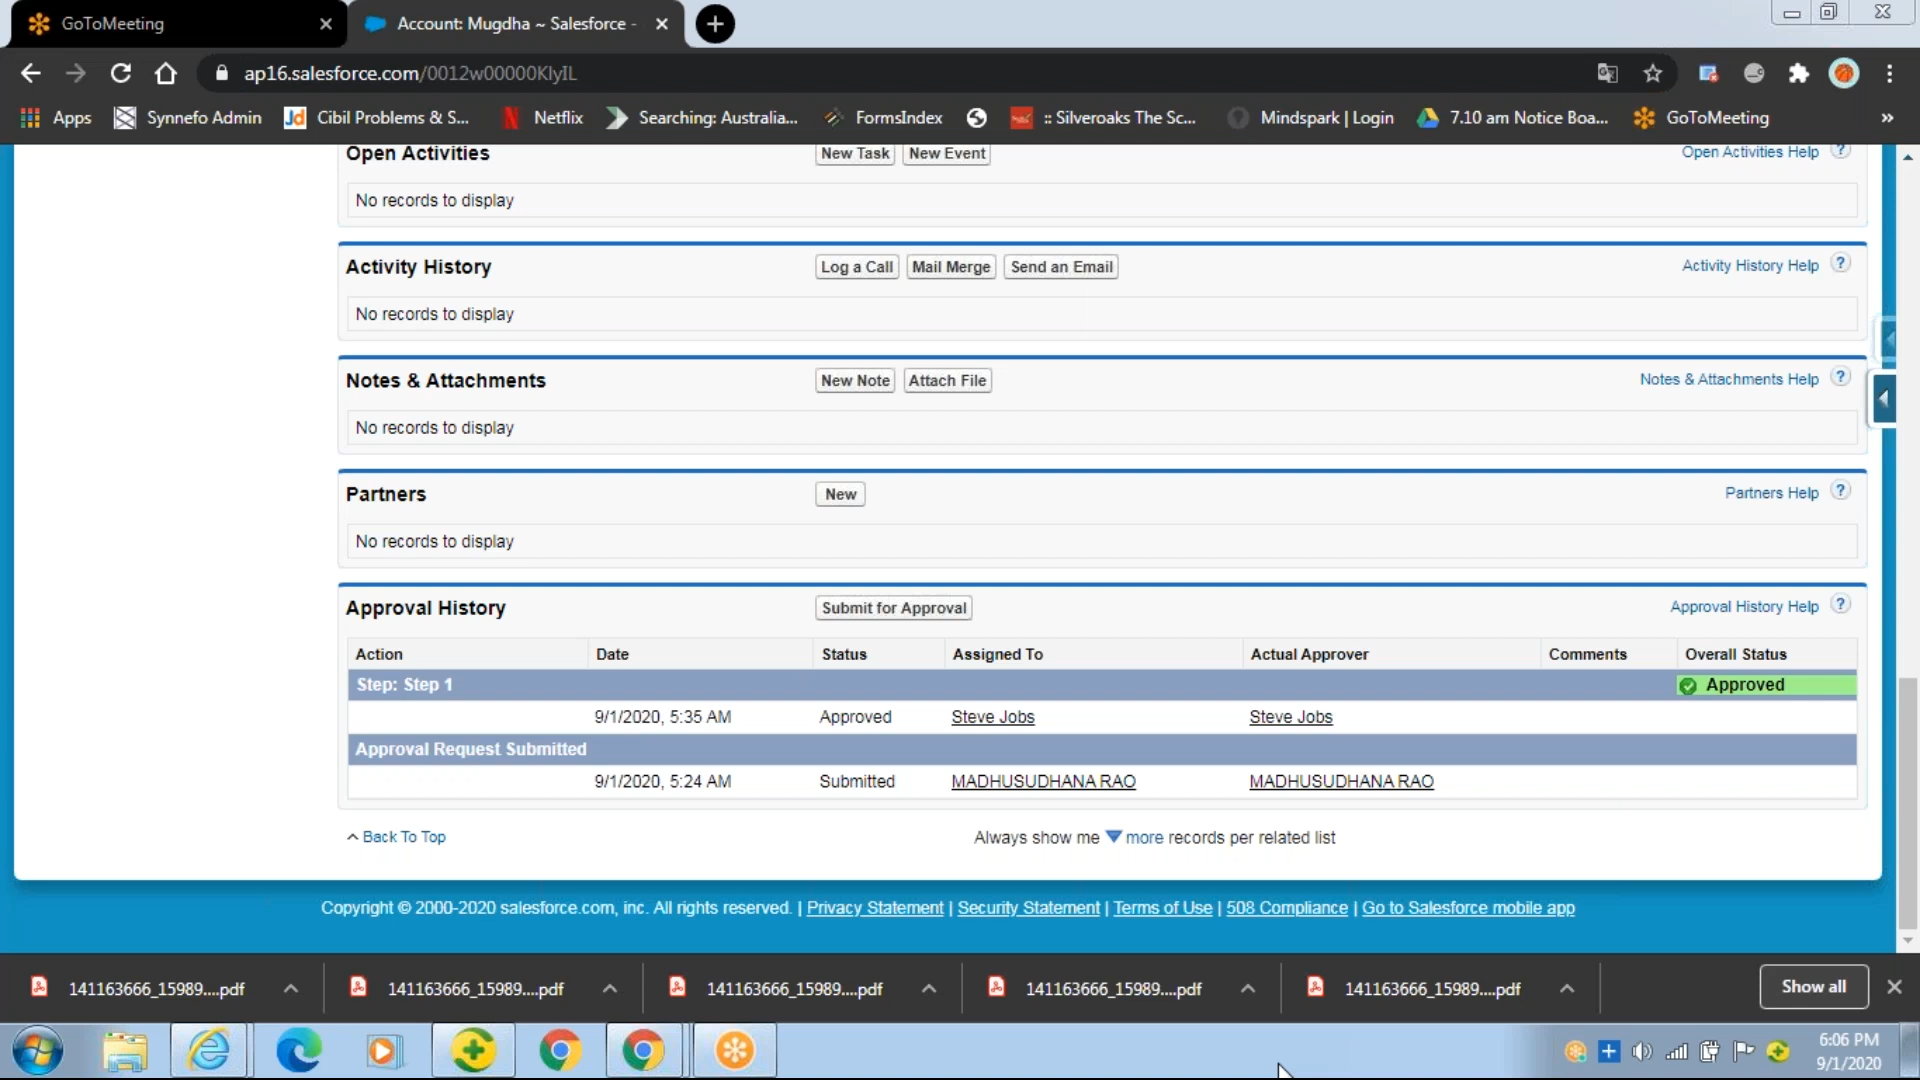 GoToMeeting
Account: Mugdha ~ Salesforce -
ap16.salesforce.com/0012w00000KIyIL
Apps
Synnefo Admin
Jd Cibil Problems & S...
Netflix
Searching: Australia...
FormsIndex
:: Silveroaks The Sc...
Mindspark | Login
7.10 am Notice Boa...
GoToMeeting
»
Open Activities
New Task New Event
Open Activities Help ?
No records to display
Activity History
Log a Call Mail Merge Send an Email
Activity History Help ?
No records to display
Notes & Attachments
New Note Attach File
Notes & Attachments Help ?
No records to display
Partners
New
Partners Help ?
No records to display
Approval History
Submit for Approval
Approval History Help ?
Action Date Status Assigned To Actual Approver Comments Overall Status
Step: Step 1 Approved
9/1/2020, 5:35 AM Approved Steve Jobs Steve Jobs
Approval Request Submitted
9/1/2020, 5:24 AM Submitted MADHUSUDHANA RAO MADHUSUDHANA RAO
Back To Top
Always show me more records per related list
Copyright © 2000-2020 salesforce.com, inc. All rights reserved. | Privacy Statement | Security Statement | Terms of Use | 508 Compliance | Go to Salesforce mobile app
141163666_15989....pdf
141163666_15989....pdf
141163666_15989....pdf
141163666_15989....pdf
141163666_15989....pdf
Show all
6:06 PM
9/1/2020